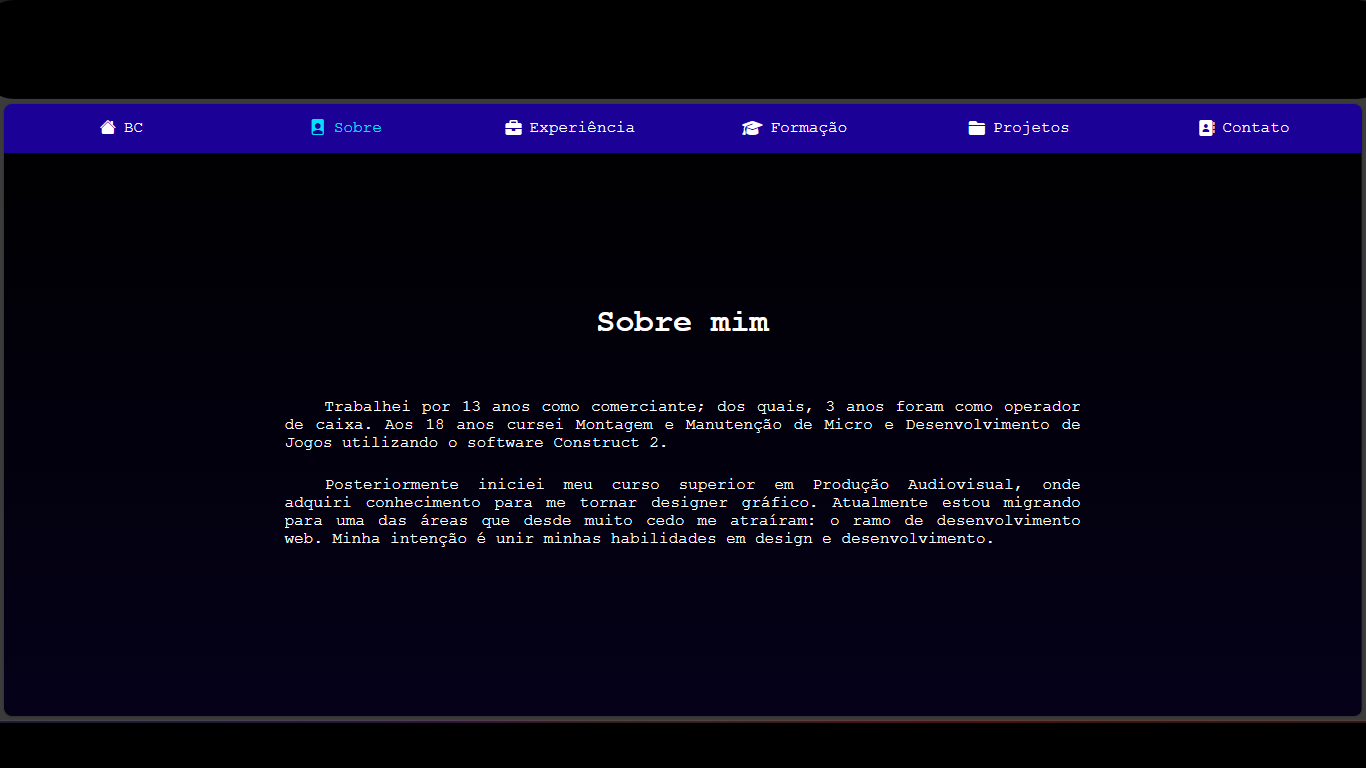 BC Sobre Experiência Formação Projetos Contato
Sobre mim
Trabalhei por 13 anos como comerciante; dos quais, 3 anos foram como operador
de caixa. Aos 18 anos cursei Montagem e Manutenção de Micro e Desenvolvimento de
Jogos utilizando o software Construct 2.
Posteriormente iniciei meu curso superior em Produção Audiovisual, onde
adquiri conhecimento para me tornar designer gráfico. Atualmente estou migrando
para uma das áreas que desde muito cedo me atraíram: o ramo de desenvolvimento
web. Minha intenção é unir minhas habilidades em design e desenvolvimento.